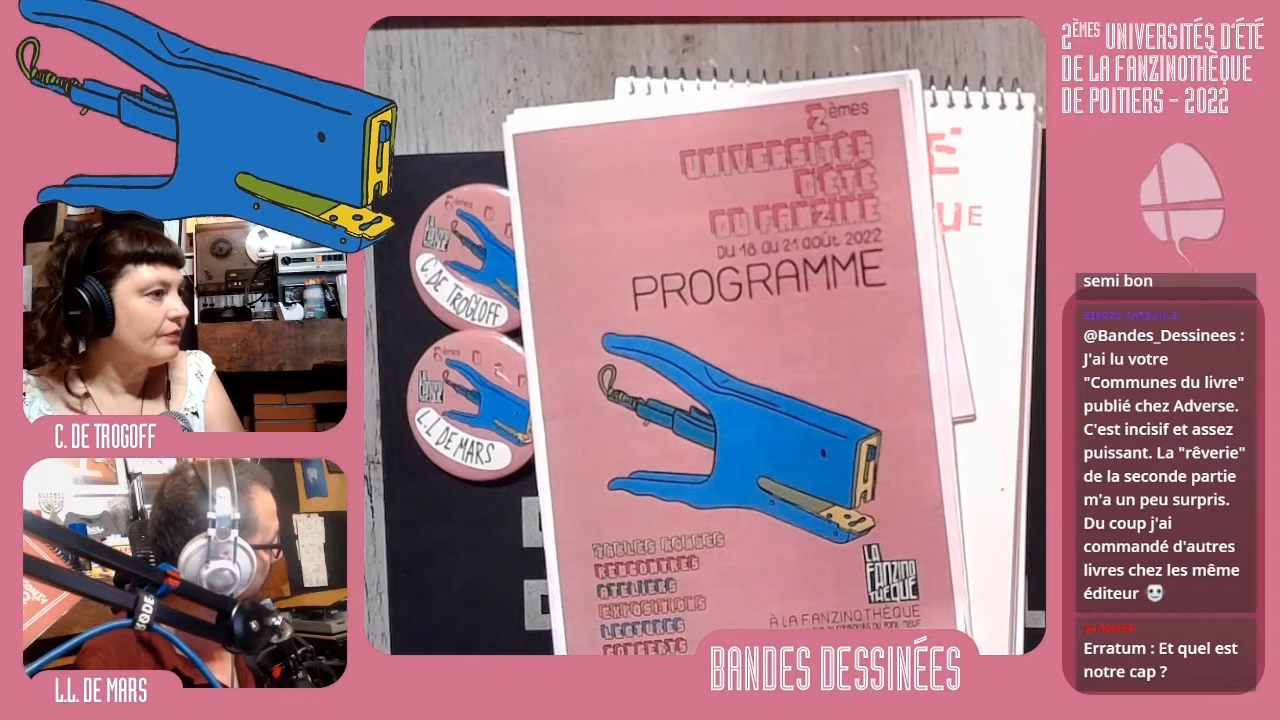 2ÈMES UNIVERSITÉS D'ÉTÉ
DE LA FANZINOTHÈQUE
DE POITIERS - 2022
2èmes
UNIVERSITÉS
D'ÉTÉ
DU FANZINE
DU 18 au 21 août 2022
PROGRAMME
TABLES RONDES
RENCONTRES
ATELIERS
EXPOSITIONS
LECTURES
CONCERTS
LA
FANZINO
THÈQUE
À LA FANZINOTHÈQUE
C. DE TROGLOFF
L.L. DE MARS
C. DE TROGOFF
L.L. DE MARS
BANDES DESSINÉES
semi bon
@Bandes_Dessinees :
J'ai lu votre
"Communes du livre"
publié chez Adverse.
C'est incisif et assez
puissant. La "rêverie"
de la seconde partie
m'a un peu surpris.
Du coup j'ai
commandé d'autres
livres chez les même
éditeur
Erratum : Et quel est
notre cap ?